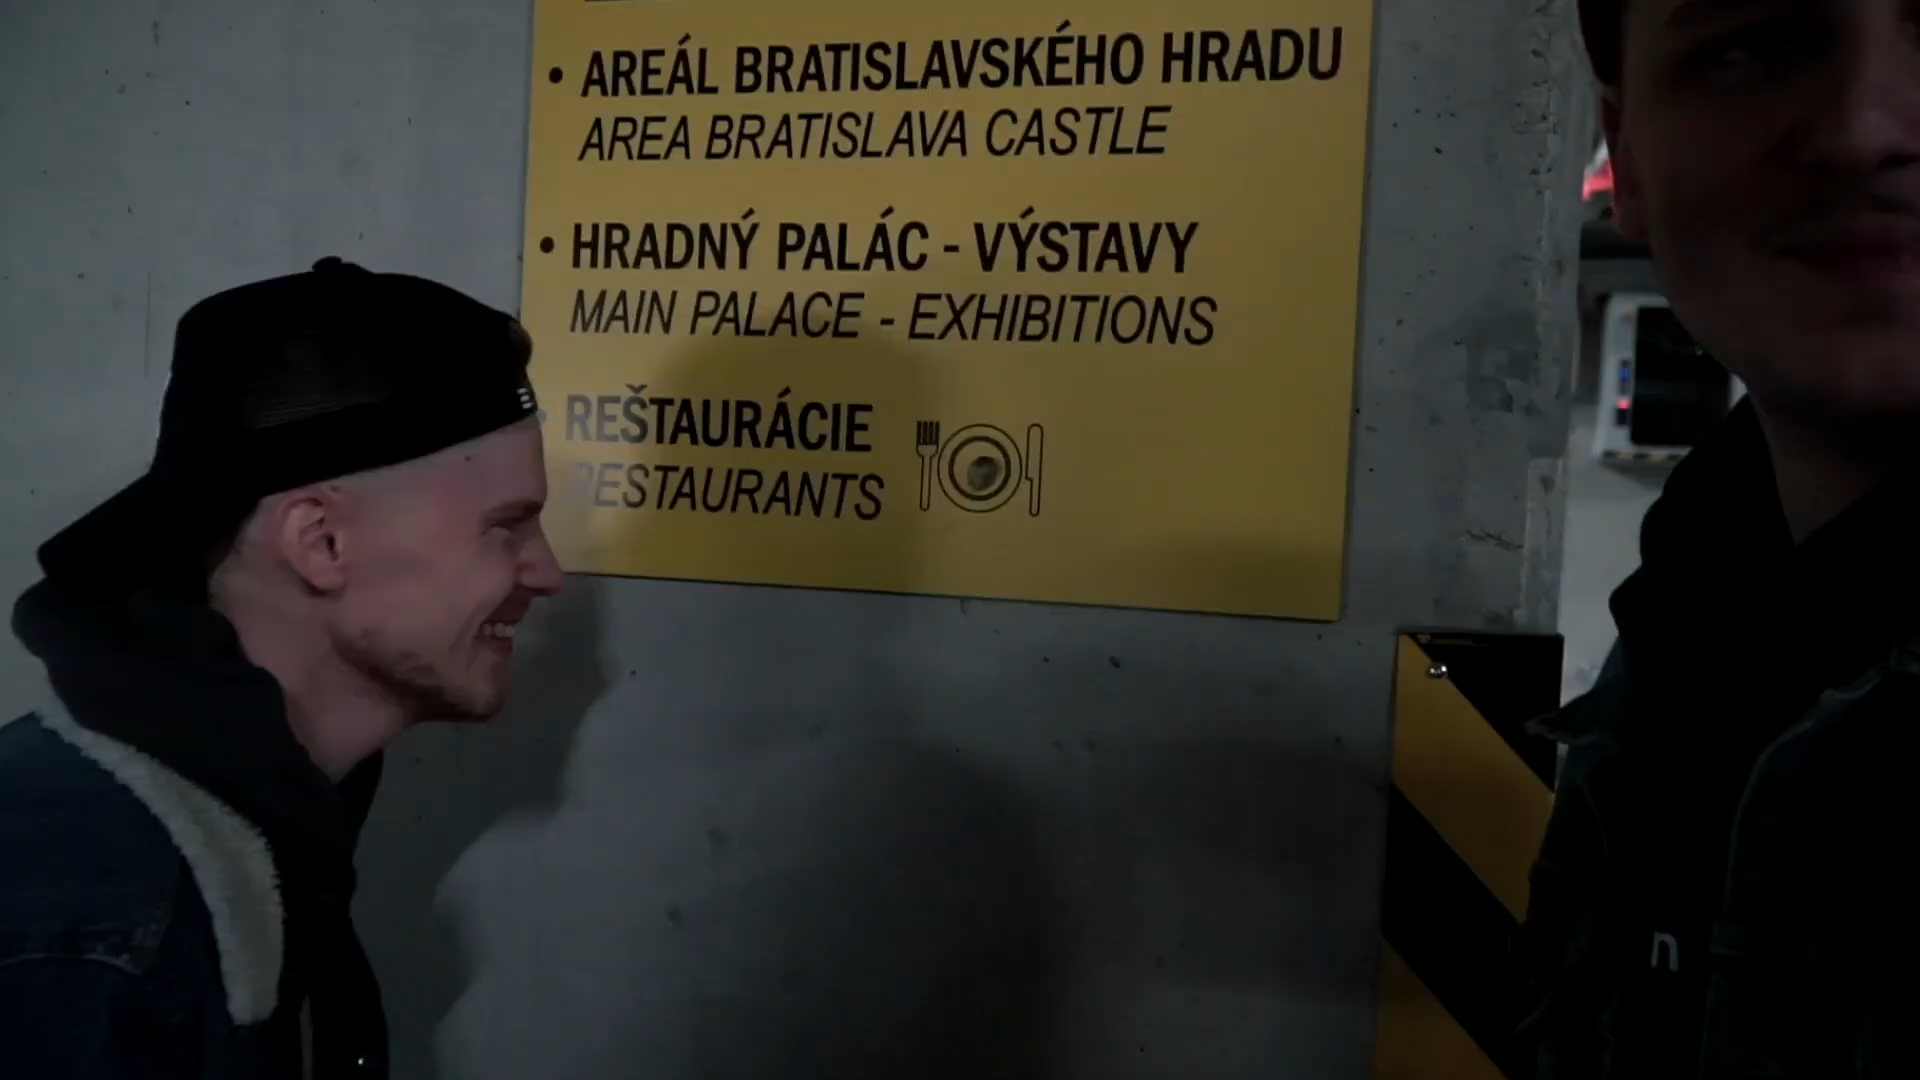 • AREÁL BRATISLAVSKÉHO HRADU
AREA BRATISLAVA CASTLE
• HRADNÝ PALÁC - VÝSTAVY
MAIN PALACE - EXHIBITIONS
REŠTAURÁCIE
RESTAURANTS
n